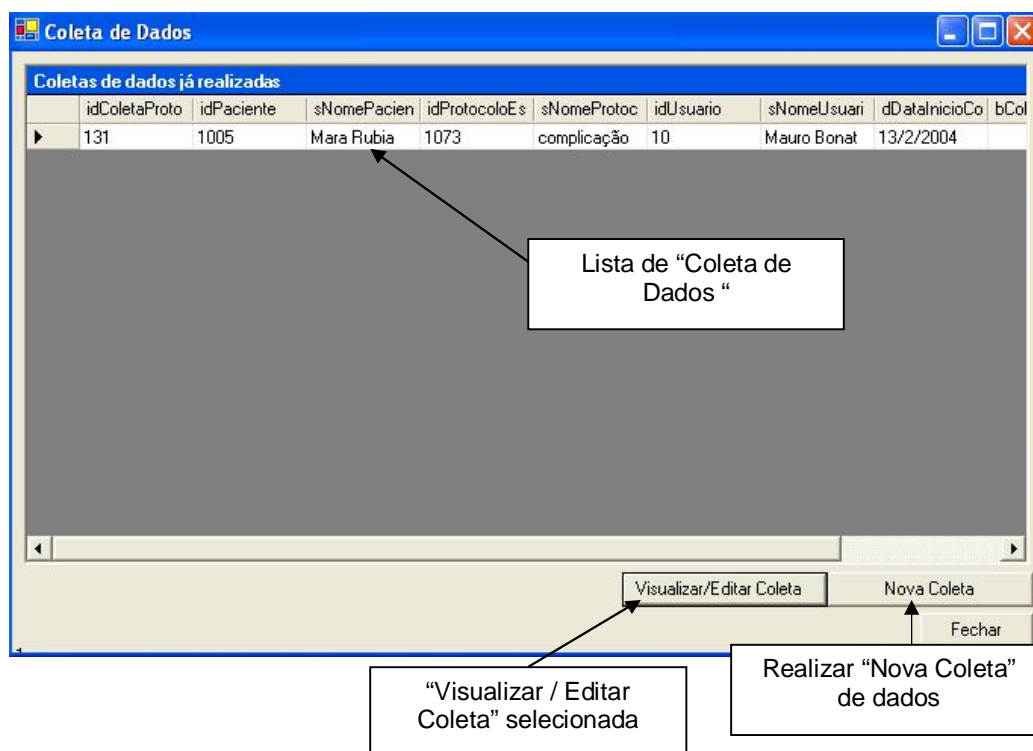 Coleta de Dados
Coletas de dados já realizadas
idColetaProto idPaciente sNomePacien idProtocoloEs sNomeProtoc idUsuario sNomeUsuari dDataInicioCo bCol
131 1005 Mara Rubia 1073 complicação 10 Mauro Bonat 13/2/2004
Lista de “Coleta de
Dados “
Visualizar/Editar Coleta Nova Coleta
Fechar
“Visualizar / Editar
Coleta” selecionada
Realizar “Nova Coleta”
de dados